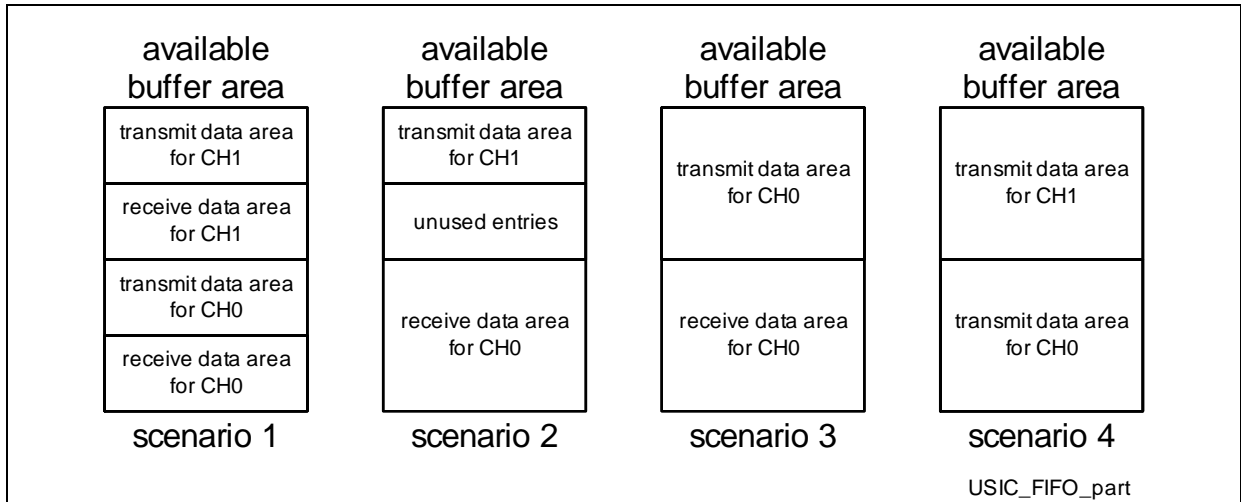 available
buffer area
transmit data area
for CH1
receive data area
for CH1
transmit data area
for CH0
receive data area
for CH0
scenario 1
available
buffer area
transmit data area
for CH1
unused entries
receive data area
for CH0
scenario 2
available
buffer area
transmit data area
for CH0
receive data area
for CH0
scenario 3
available
buffer area
transmit data area
for CH1
transmit data area
for CH0
scenario 4
USIC_FIFO_part